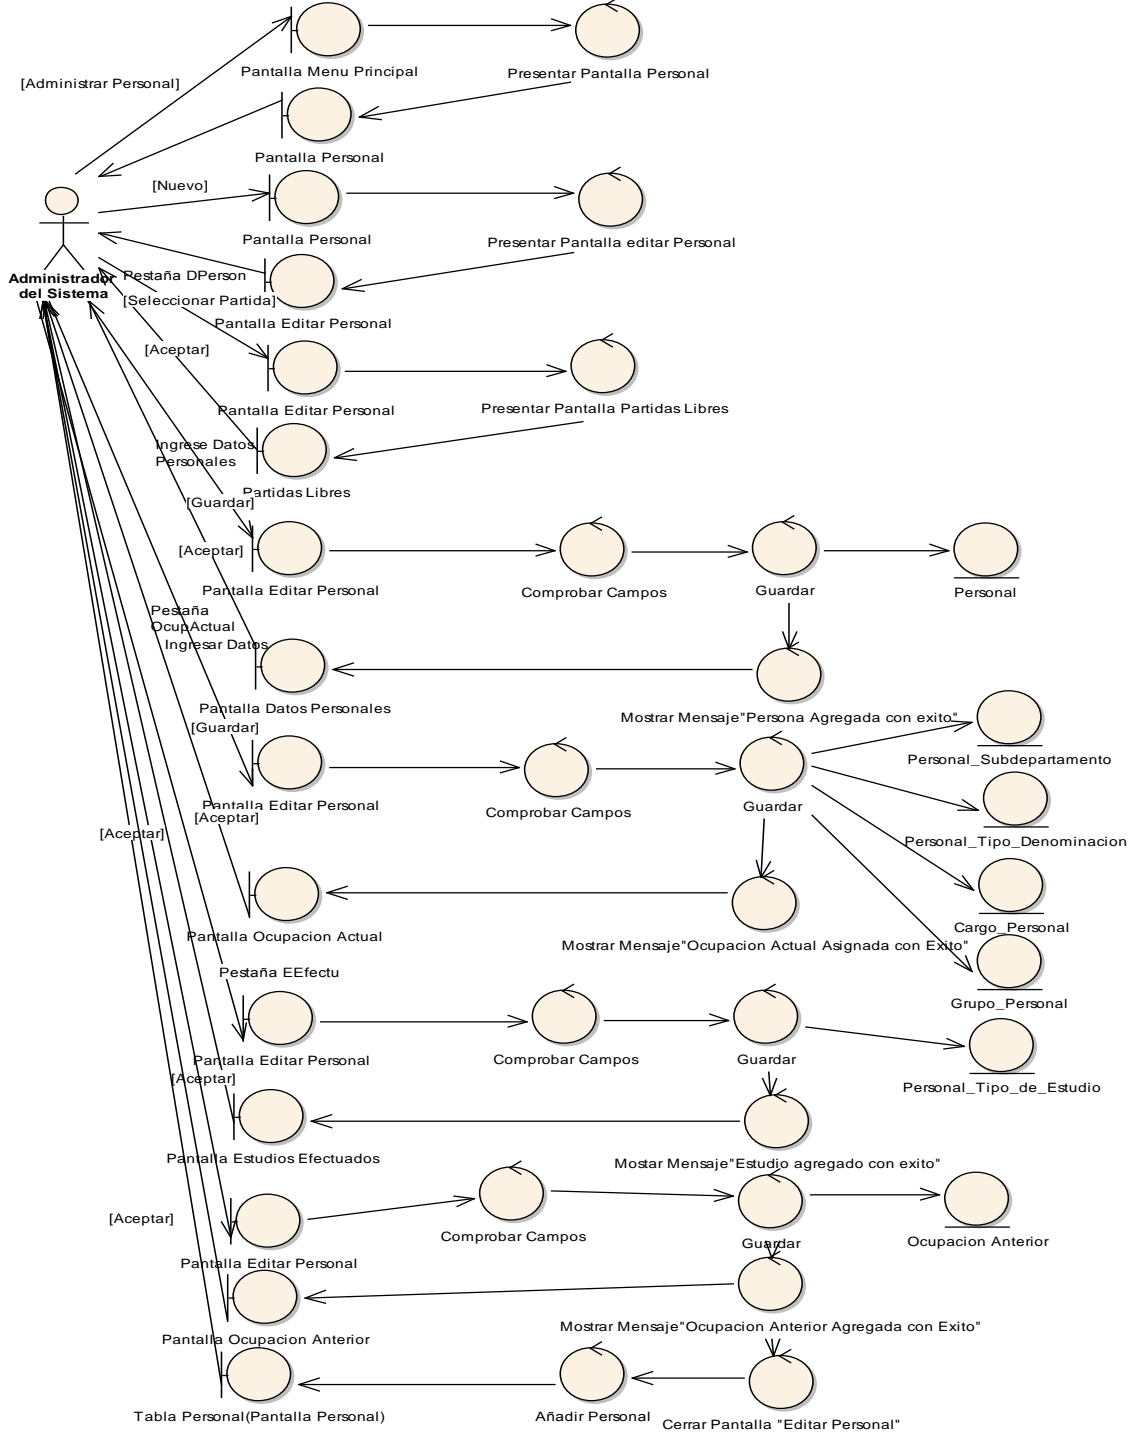 [Administrar Personal]
Pantalla Menu Principal
Presentar Pantalla Personal
Pantalla Personal
[Nuevo]
Pantalla Personal
Presentar Pantalla editar Personal
Administrador
del Sistema
Pestaña DPerson
[Seleccionar Partida]
Pantalla Editar Personal
[Aceptar]
Pantalla Editar Personal
Presentar Pantalla Partidas Libres
Ingrese Datos
Personales
Partidas Libres
[Guardar]
[Aceptar]
Pantalla Editar Personal
Comprobar Campos
Guardar
Personal
Pestaña
OcupActual
Ingresar Datos
Pantalla Datos Personales
Mostrar Mensaje"Persona Agregada con exito"
[Guardar]
Personal_Subdepartamento
Pantalla Editar Personal
[Aceptar]
Comprobar Campos
Guardar
Personal_Tipo_Denominacion
[Aceptar]
Cargo_Personal
Pantalla Ocupacion Actual
Mostrar Mensaje"Ocupacion Actual Asignada con Exito"
Pestaña EEfectu
Grupo_Personal
Pantalla Editar Personal
Comprobar Campos
Guardar
Personal_Tipo_de_Estudio
[Aceptar]
Pantalla Estudios Efectuados
Mostar Mensaje"Estudio agregado con exito"
[Aceptar]
Comprobar Campos
Guardar
Ocupacion Anterior
Pantalla Editar Personal
Pantalla Ocupacion Anterior
Mostrar Mensaje"Ocupacion Anterior Agregada con Exito"
Tabla Personal(Pantalla Personal)
Añadir Personal
Cerrar Pantalla "Editar Personal"